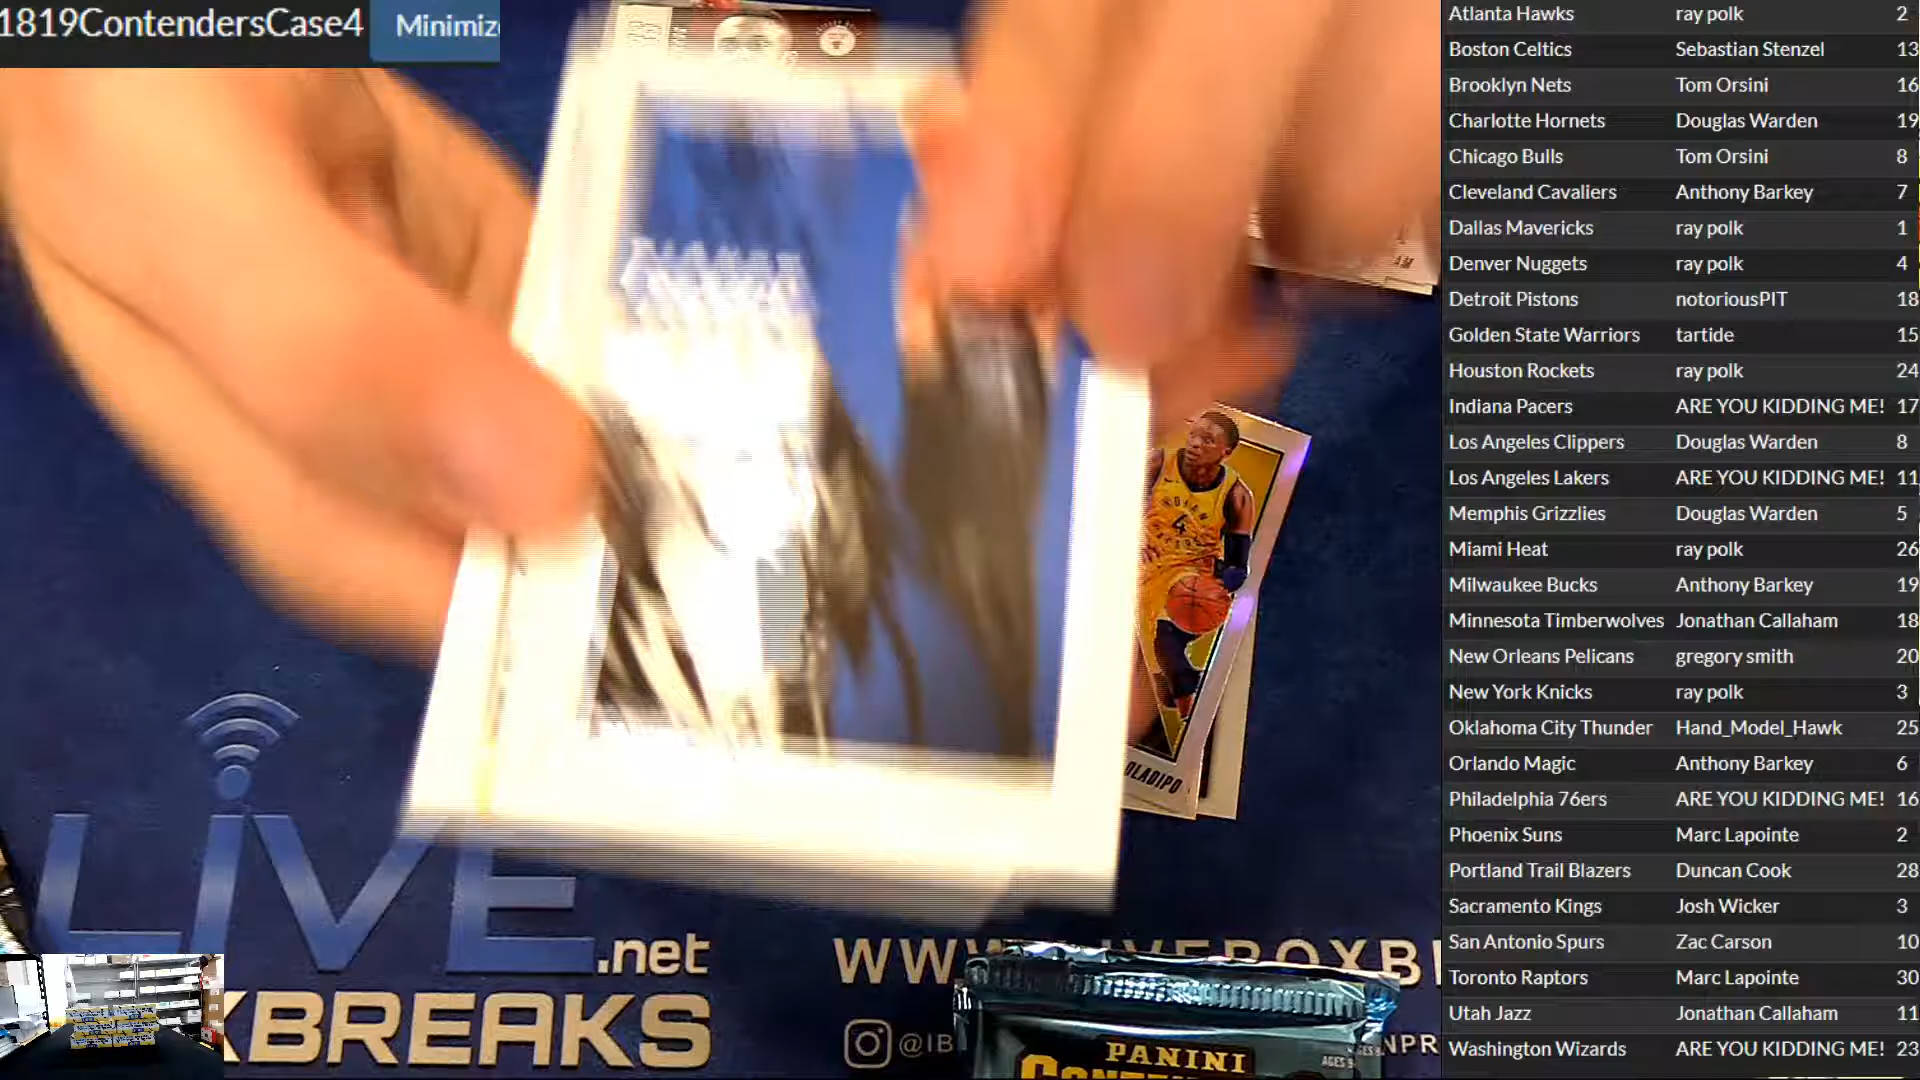 1819ContendersCase4
Minimiz
Atlanta Hawks ray polk 2
Boston Celtics Sebastian Stenzel 13
Brooklyn Nets Tom Orsini 16
Charlotte Hornets Douglas Warden 19
Chicago Bulls Tom Orsini 8
Cleveland Cavaliers Anthony Barkey 7
Dallas Mavericks ray polk 1
Denver Nuggets ray polk 4
Detroit Pistons notoriousPIT 18
Golden State Warriors tartide 15
Houston Rockets ray polk 24
Indiana Pacers ARE YOU KIDDING ME! 17
Los Angeles Clippers Douglas Warden 8
Los Angeles Lakers ARE YOU KIDDING ME! 11
Memphis Grizzlies Douglas Warden 5
Miami Heat ray polk 26
Milwaukee Bucks Anthony Barkey 19
Minnesota Timberwolves Jonathan Callaham 18
New Orleans Pelicans gregory smith 20
New York Knicks ray polk 3
Oklahoma City Thunder Hand_Model_Hawk 25
Orlando Magic Anthony Barkey 6
Philadelphia 76ers ARE YOU KIDDING ME! 16
Phoenix Suns Marc Lapointe 2
Portland Trail Blazers Duncan Cook 28
Sacramento Kings Josh Wicker 3
San Antonio Spurs Zac Carson 10
Toronto Raptors Marc Lapointe 30
Utah Jazz Jonathan Callaham 11
Washington Wizards ARE YOU KIDDING ME! 23
4
OLADIPO
LIVE.net
XBREAKS
@IB
PANINI
AGES